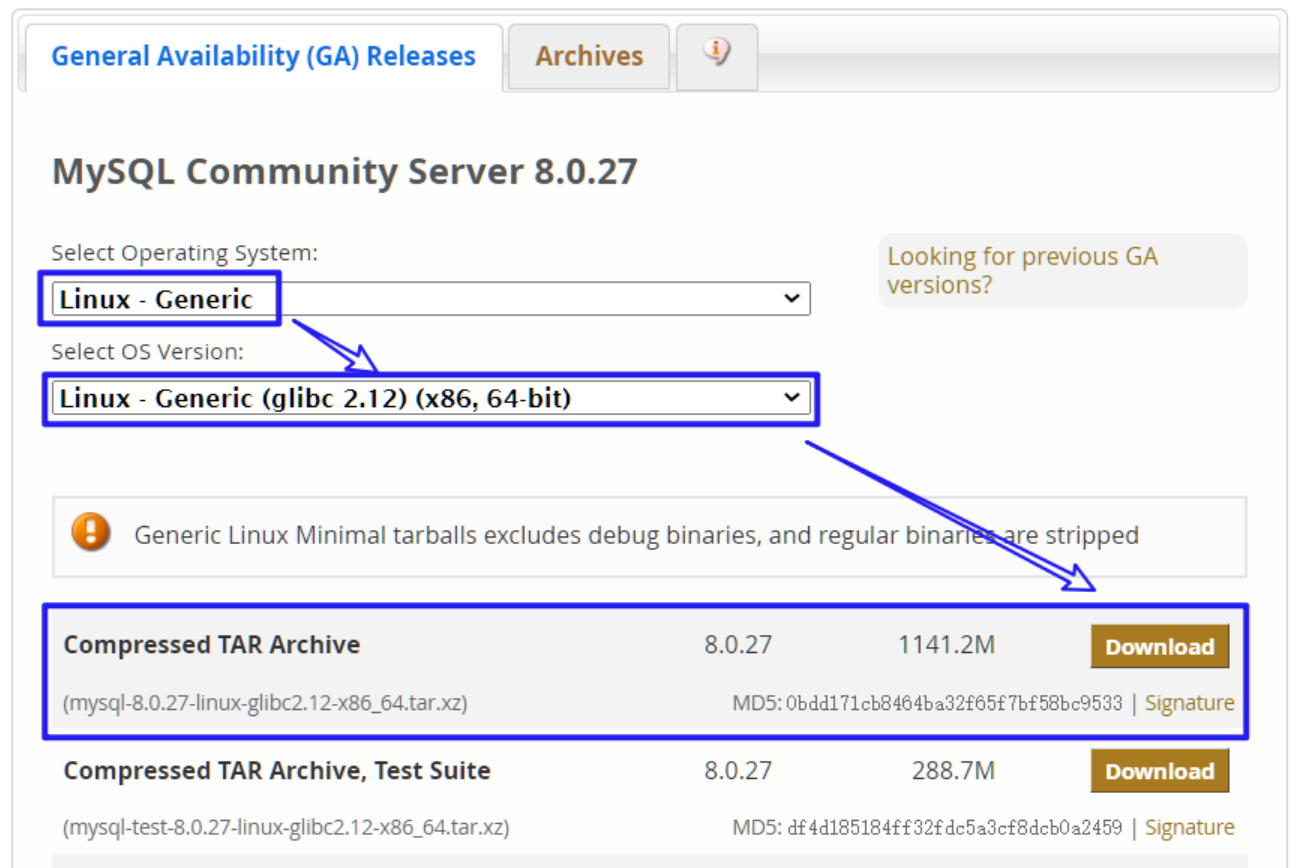 General Availability (GA) Releases
Archives
MySQL Community Server 8.0.27
Select Operating System:
Looking for previous GA
versions?
Linux - Generic
Select OS Version:
Linux - Generic (glibc 2.12) (x86, 64-bit)
Generic Linux Minimal tarballs excludes debug binaries, and regular binaries are stripped
Compressed TAR Archive 8.0.27 1141.2M Download
(mysql-8.0.27-linux-glibc2.12-x86_64.tar.xz) MD5: 0bdd171cb8464ba32f65f7bf58bc9533 | Signature
Compressed TAR Archive, Test Suite 8.0.27 288.7M Download
(mysql-test-8.0.27-linux-glibc2.12-x86_64.tar.xz) MD5: df4d185184ff32fdc5a3cf8dcb0a2459 | Signature